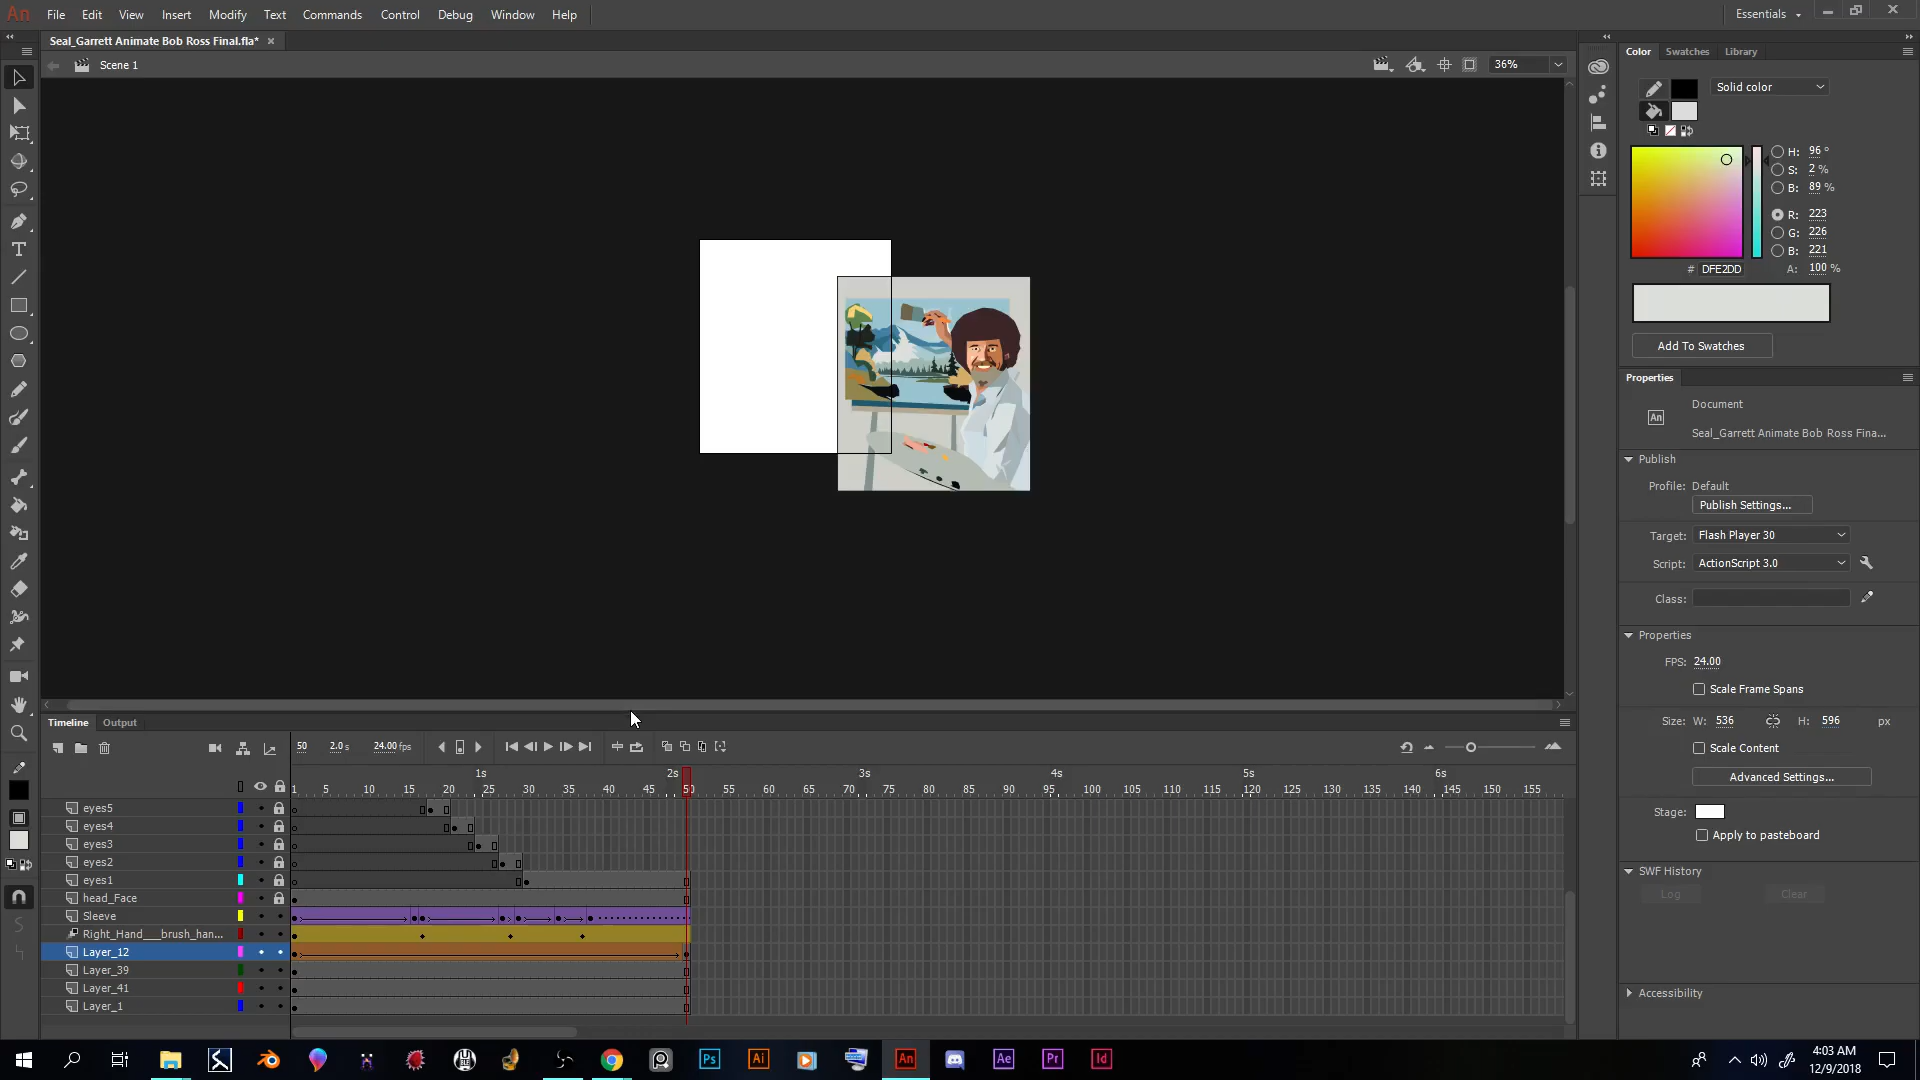 An File Edit View Insert Modify Text Commands Control Debug Window Help Essentials
Seal_Garrett Animate Bob Ross Final.fla* ×
Scene 1 36%
Color Swatches Library
Solid color
H: 96 °
S: 2 %
B: 89 %
R: 223
G: 226
B: 221
# DFE2DD A: 100 %
Add To Swatches
Properties
An Document
Seal_Garrett Animate Bob Ross Fina...
Publish
Profile: Default
Publish Settings...
Target: Flash Player 30
Script: ActionScript 3.0
Class:
Properties
FPS: 24.00
Scale Frame Spans
Size: W: 536 H: 596 px
Scale Content
Advanced Settings...
Stage:
Apply to pasteboard
SWF History
Log Clear
Accessibility
Timeline Output
50 2.0 s 24.00 fps
1s 2s 3s 4s 5s 6s
1 5 10 15 20 25 30 35 40 45 50 55 60 65 70 75 80 85 90 95 100 105 110 115 120 125 130 135 140 145 150 155
eyes5
eyes4
eyes3
eyes2
eyes1
head_Face
Sleeve
Right_Hand___brush_han...
Layer_12
Layer_39
Layer_41
Layer_1
Ps Ai An Ae Pr Id
4:03 AM
12/9/2018